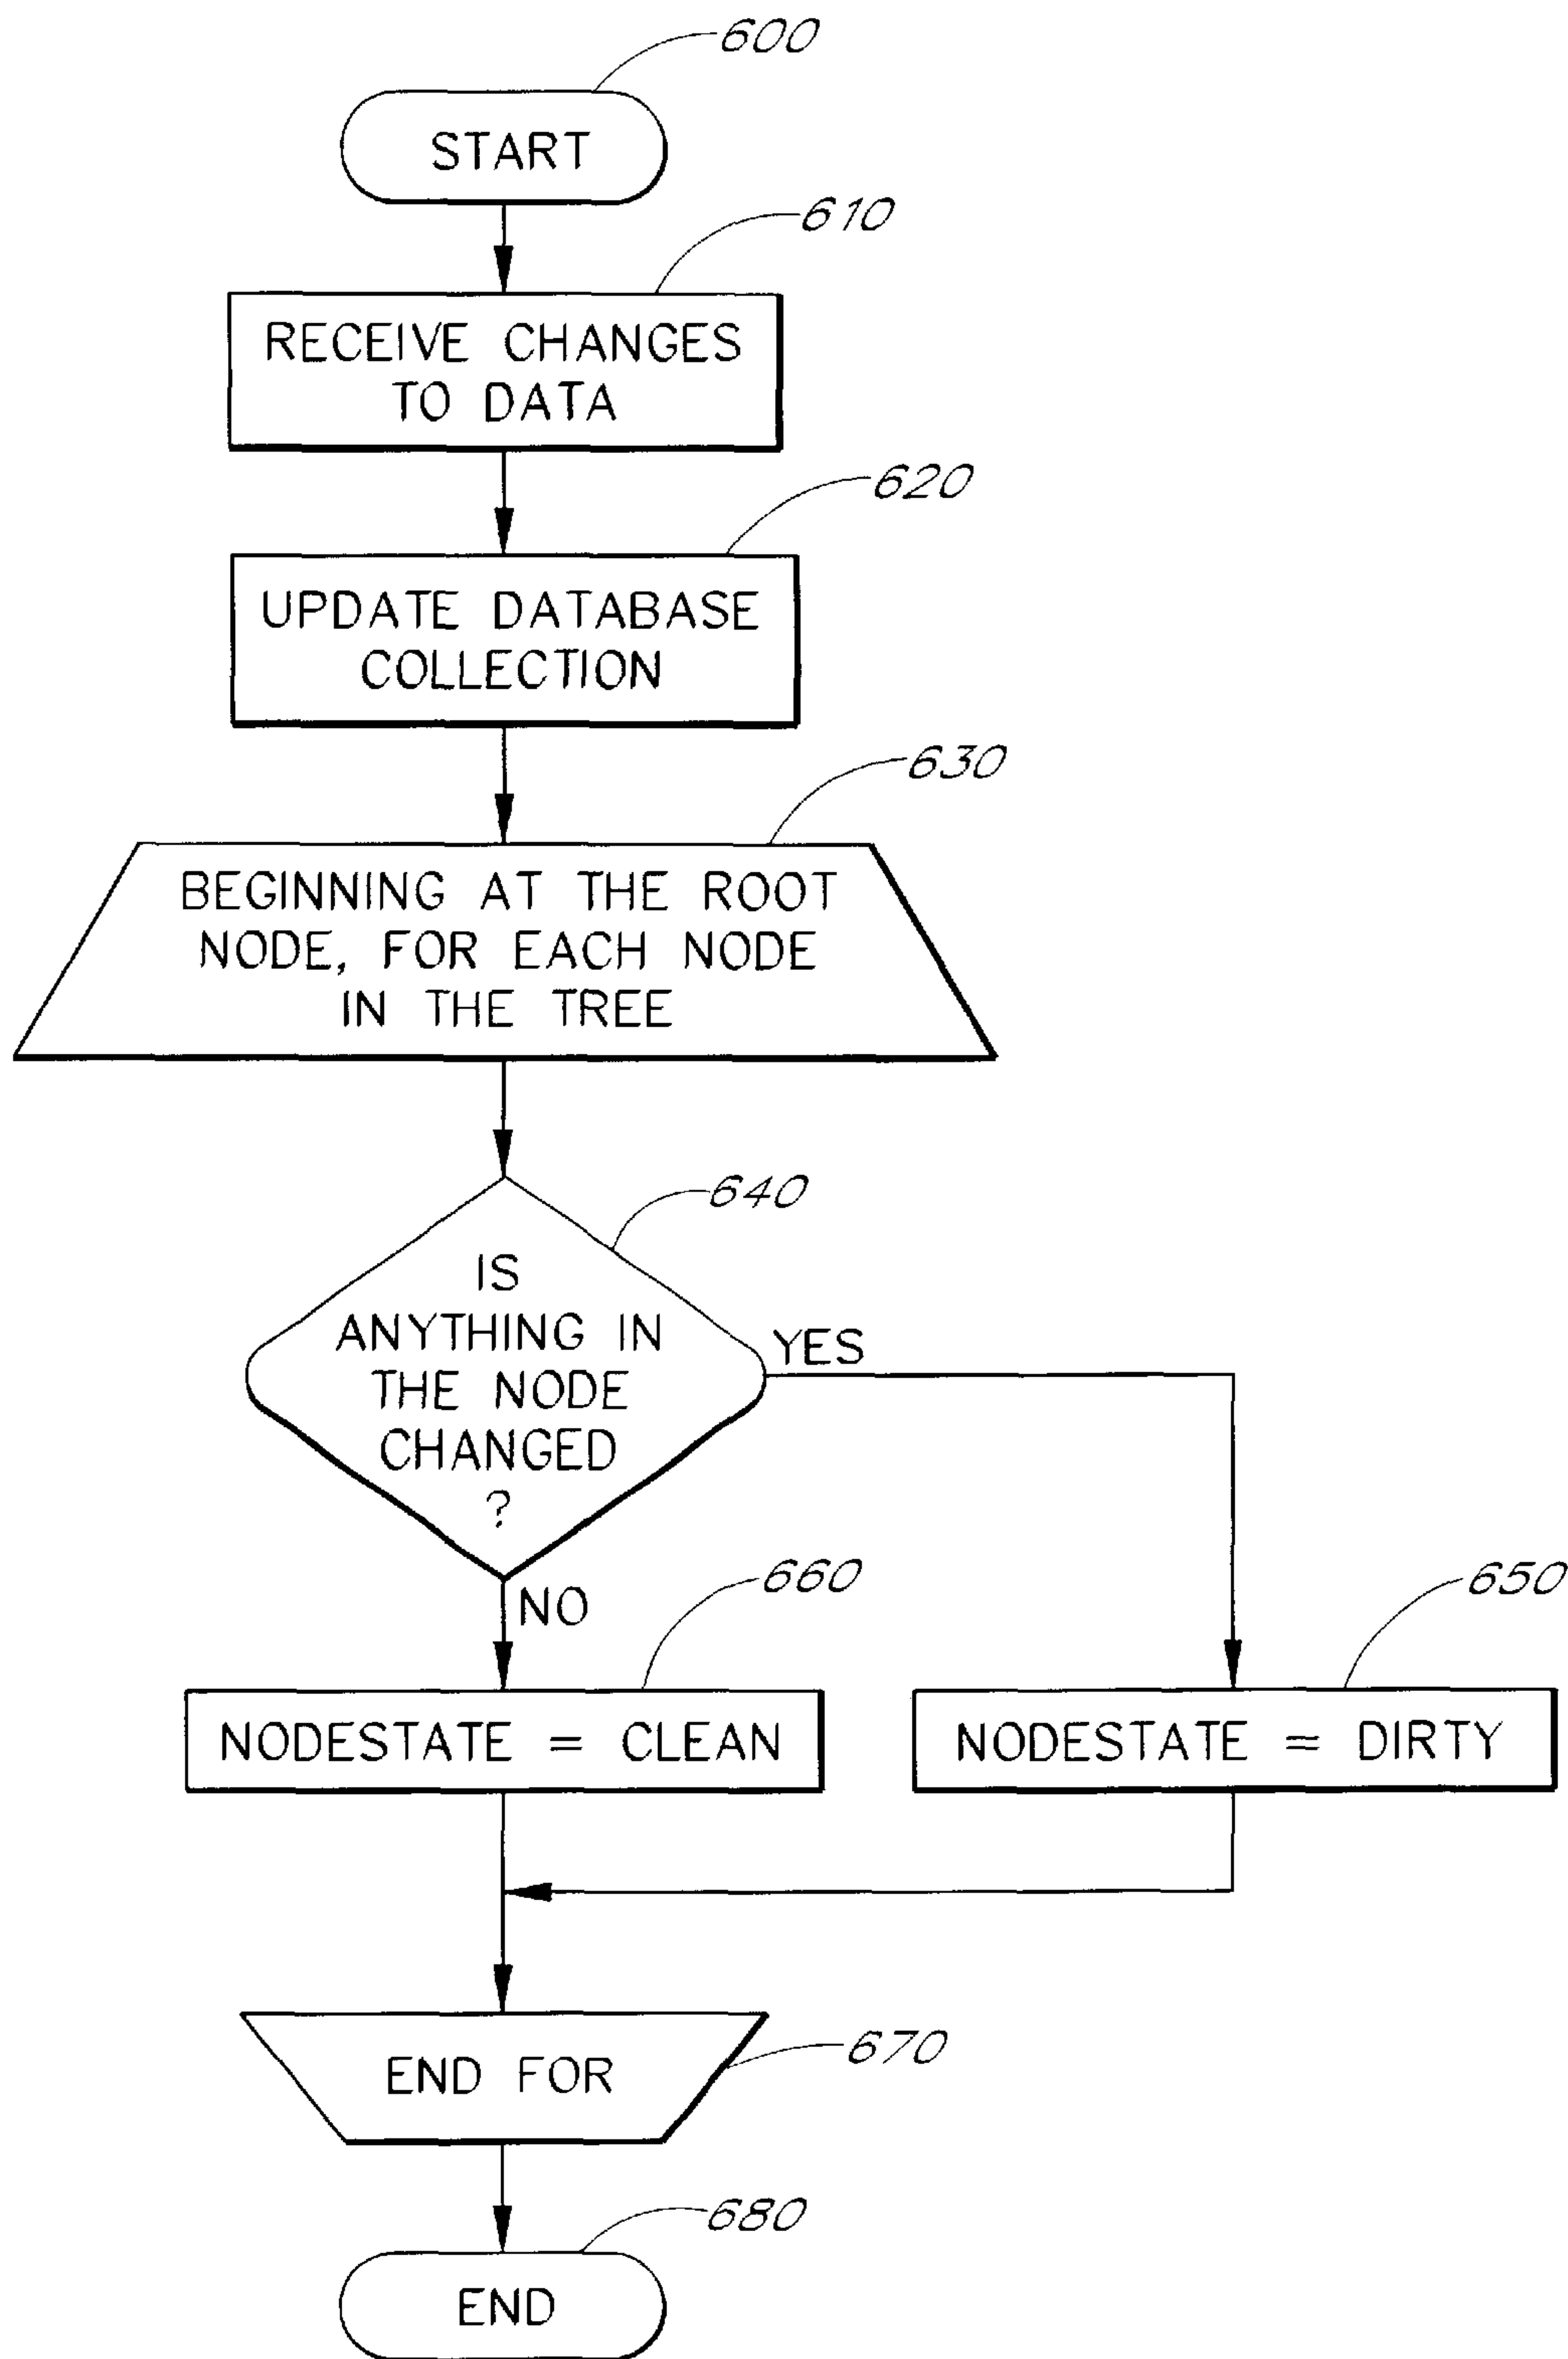 600
START
610
RECEIVE CHANGES
TO DATA
620
UPDATE DATABASE
COLLECTION
630
BEGINNING AT THE ROOT
NODE, FOR EACH NODE
IN THE TREE
640
IS
ANYTHING IN
THE NODE
CHANGED
?
YES
NO
660
NODESTATE = CLEAN
650
NODESTATE = DIRTY
END FOR
670
680
END